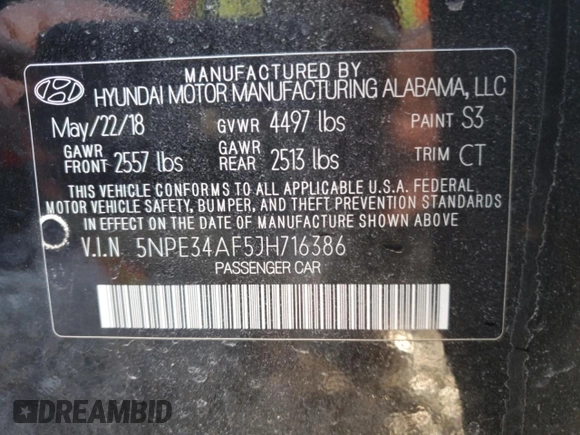 MANUFACTURED BY
HYUNDAI MOTOR MANUFACTURING ALABAMA, LLC
May/22/18 GVWR 4497 lbs PAINT S3
GAWR FRONT 2557 lbs GAWR REAR 2513 lbs TRIM CT
THIS VEHICLE CONFORMS TO ALL APPLICABLE U.S.A. FEDERAL
MOTOR VEHICLE SAFETY, BUMPER, AND THEFT PREVENTION STANDARDS
IN EFFECT ON THE DATE OF MANUFACTURE SHOWN ABOVE.
V.I.N 5NPE34AF5JH716386
PASSENGER CAR
DREAMBID